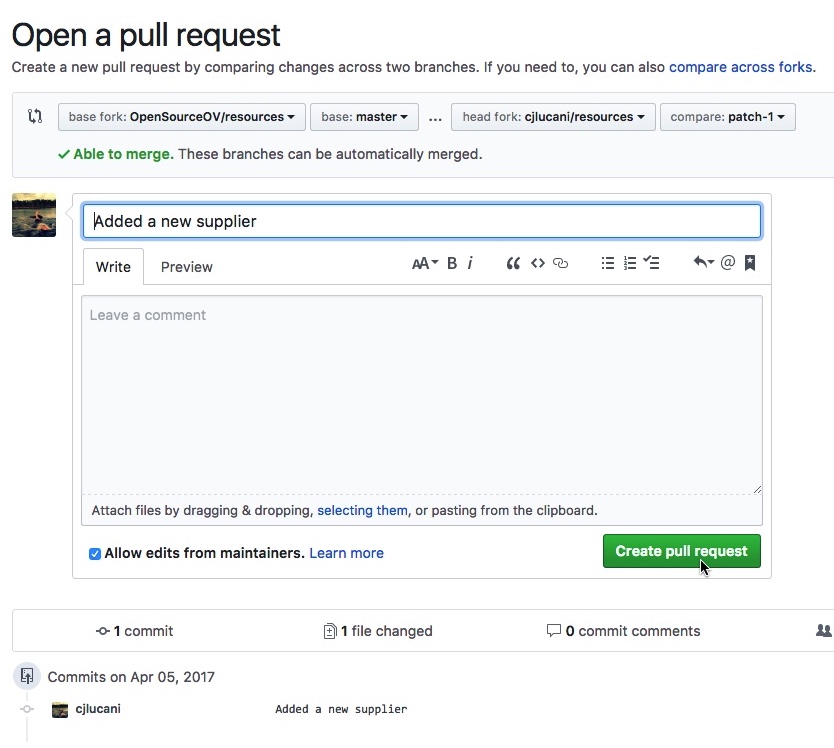 Open a pull request
Create a new pull request by comparing changes across two branches. If you need to, you can also compare across forks.
base fork: OpenSourceOV/resources base: master ... head fork: cjlucani/resources compare: patch-1
Able to merge. These branches can be automatically merged.
Added a new supplier
Write Preview AA B i
Leave a comment
Attach files by dragging & dropping, selecting them, or pasting from the clipboard.
Allow edits from maintainers. Learn more
Create pull request
1 commit 1 file changed 0 commit comments
Commits on Apr 05, 2017
cjlucani Added a new supplier